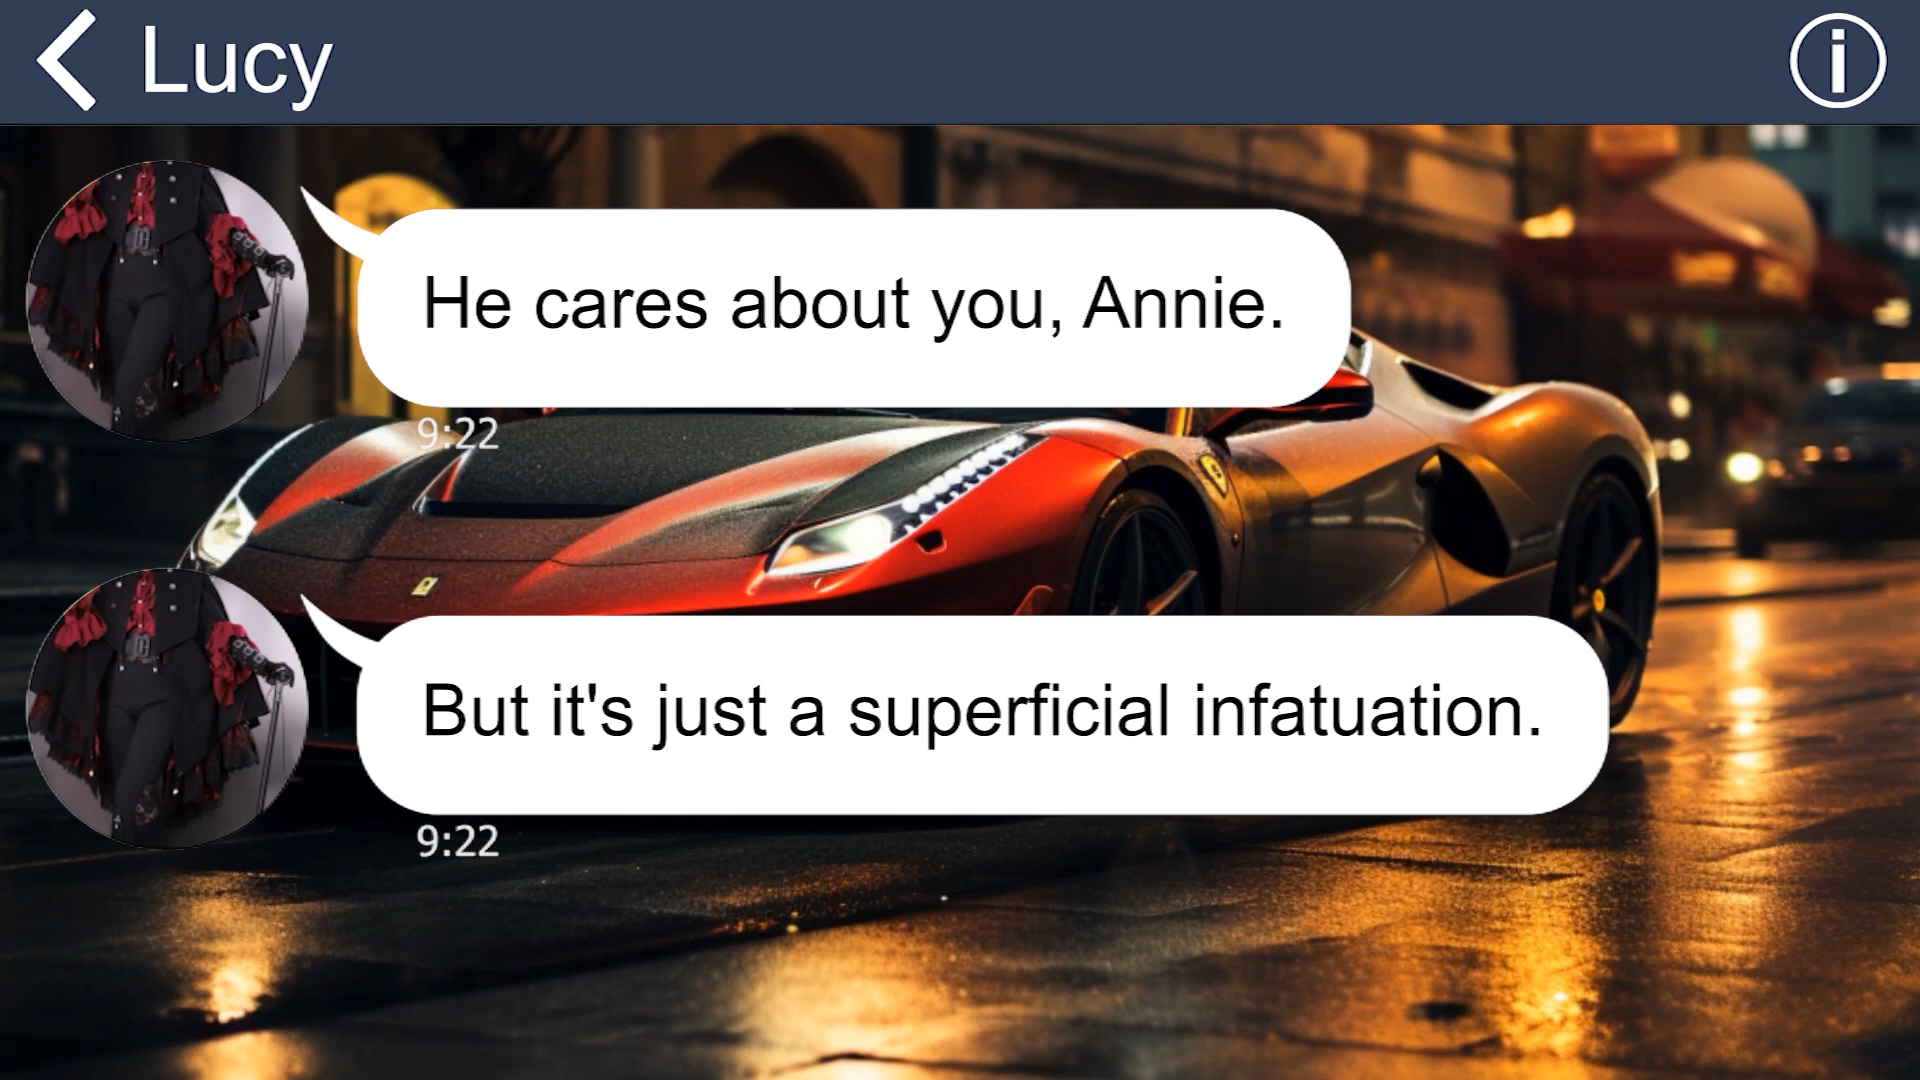 Lucy
He cares about you, Annie.
9:22
But it's just a superficial infatuation.
9:22